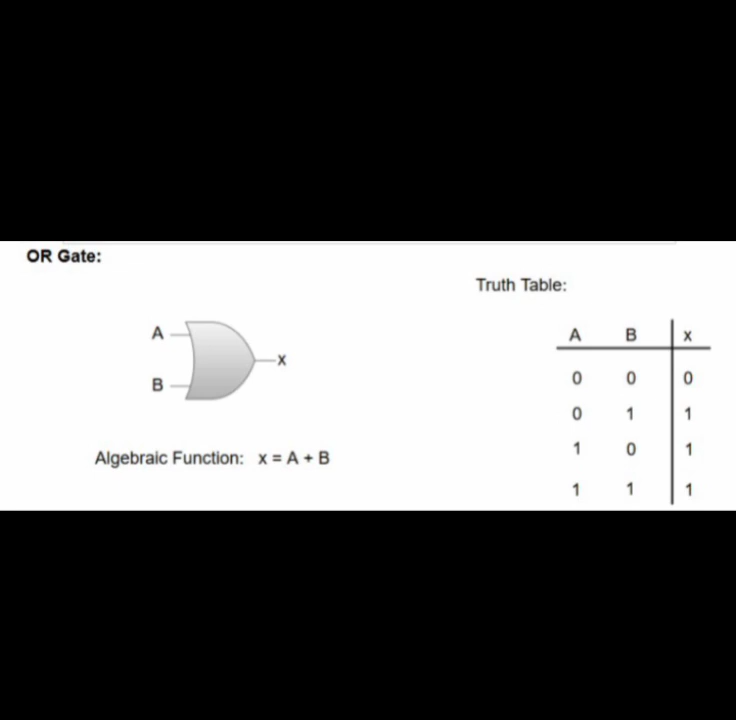 OR Gate:
Truth Table:
A
B
x
Algebraic Function: x = A + B
A B x
0 0 0
0 1 1
1 0 1
1 1 1